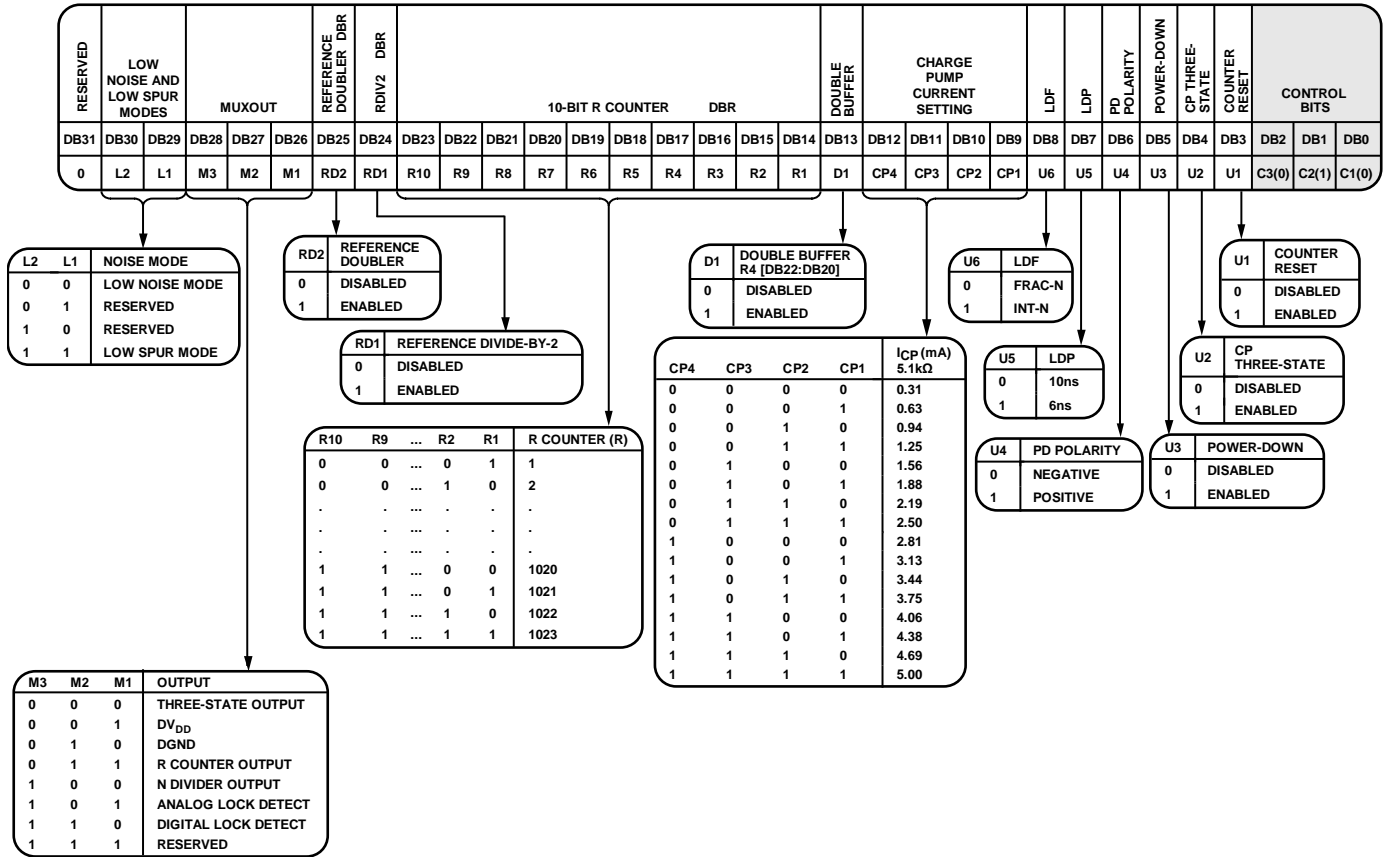 RESERVED
LOW
NOISE AND
LOW SPUR
MODES
MUXOUT
REFERENCE
DOUBLER DBR
RDIV2 DBR
10-BIT R COUNTER DBR
DOUBLE
BUFFER
CHARGE
PUMP
CURRENT
SETTING
LDF
LDP
PD
POLARITY
POWER-DOWN
CP THREE-
STATE
COUNTER
RESET
CONTROL
BITS
DB31 DB30 DB29 DB28 DB27 DB26 DB25 DB24 DB23 DB22 DB21 DB20 DB19 DB18 DB17 DB16 DB15 DB14 DB13 DB12 DB11 DB10 DB9 DB8 DB7 DB6 DB5 DB4 DB3 DB2 DB1 DB0
0 L2 L1 M3 M2 M1 RD2 RD1 R10 R9 R8 R7 R6 R5 R4 R3 R2 R1 D1 CP4 CP3 CP2 CP1 U6 U5 U4 U3 U2 U1 C3(0) C2(1) C1(0)
L2 L1 NOISE MODE
0 0 LOW NOISE MODE
0 1 RESERVED
1 0 RESERVED
1 1 LOW SPUR MODE
RD2 REFERENCE
DOUBLER
0 DISABLED
1 ENABLED
RD1 REFERENCE DIVIDE-BY-2
0 DISABLED
1 ENABLED
R10 R9 ... R2 R1 R COUNTER (R)
0 0 ... 0 1 1
0 0 ... 1 0 2
. . ... . . .
. . ... . . .
. . ... . . .
1 1 ... 0 0 1020
1 1 ... 0 1 1021
1 1 ... 1 0 1022
1 1 ... 1 1 1023
D1 DOUBLE BUFFER
R4 [DB22:DB20]
0 DISABLED
1 ENABLED
CP4 CP3 CP2 CP1 ICP (mA)
5.1kΩ
0 0 0 0 0.31
0 0 0 1 0.63
0 0 1 0 0.94
0 0 1 1 1.25
0 1 0 0 1.56
0 1 0 1 1.88
0 1 1 0 2.19
0 1 1 1 2.50
1 0 0 0 2.81
1 0 0 1 3.13
1 0 1 0 3.44
1 0 1 1 3.75
1 1 0 0 4.06
1 1 0 1 4.38
1 1 1 0 4.69
1 1 1 1 5.00
U6 LDF
0 FRAC-N
1 INT-N
U5 LDP
0 10ns
1 6ns
U4 PD POLARITY
0 NEGATIVE
1 POSITIVE
U1 COUNTER
RESET
0 DISABLED
1 ENABLED
U2 CP
THREE-STATE
0 DISABLED
1 ENABLED
U3 POWER-DOWN
0 DISABLED
1 ENABLED
M3 M2 M1 OUTPUT
0 0 0 THREE-STATE OUTPUT
0 0 1 DVDD
0 1 0 DGND
0 1 1 R COUNTER OUTPUT
1 0 0 N DIVIDER OUTPUT
1 0 1 ANALOG LOCK DETECT
1 1 0 DIGITAL LOCK DETECT
1 1 1 RESERVED